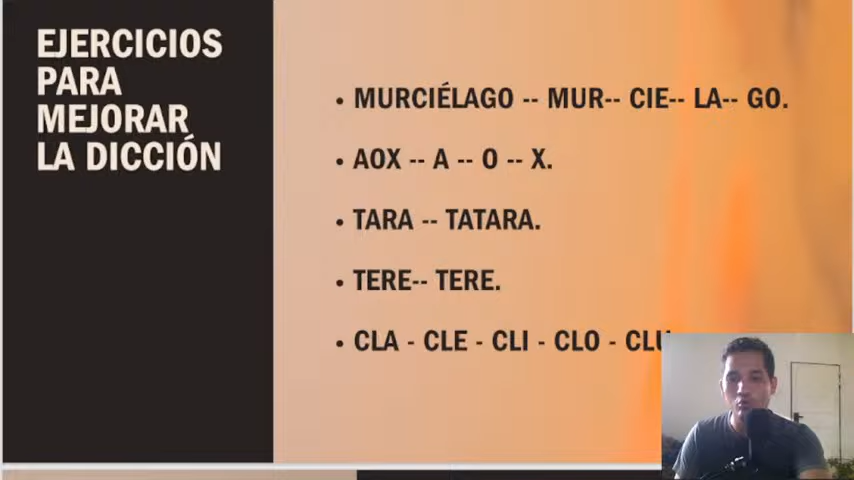 EJERCICIOS
PARA
MEJORAR
LA DICCIÓN
• MURCIÉLAGO -- MUR-- CIE-- LA-- GO.
• AOX -- A -- O -- X.
• TARA -- TATARA.
• TERE-- TERE.
• CLA - CLE - CLI - CLO - CLU